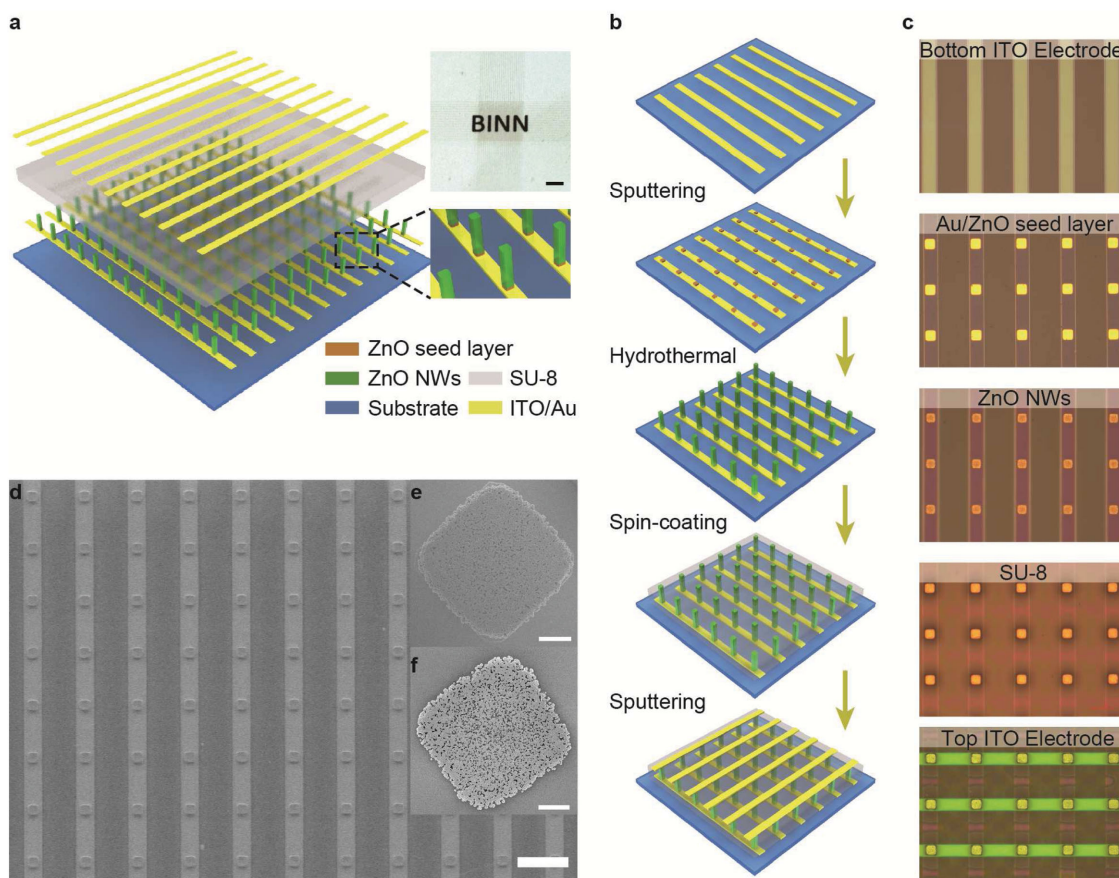 a
BINN
ZnO seed layer
ZnO NWs
SU-8
Substrate
ITO/Au
b
Sputtering
Hydrothermal
Spin-coating
Sputtering
c
Bottom ITO Electrode
Au/ZnO seed layer
ZnO NWs
SU-8
Top ITO Electrode
d
e
f